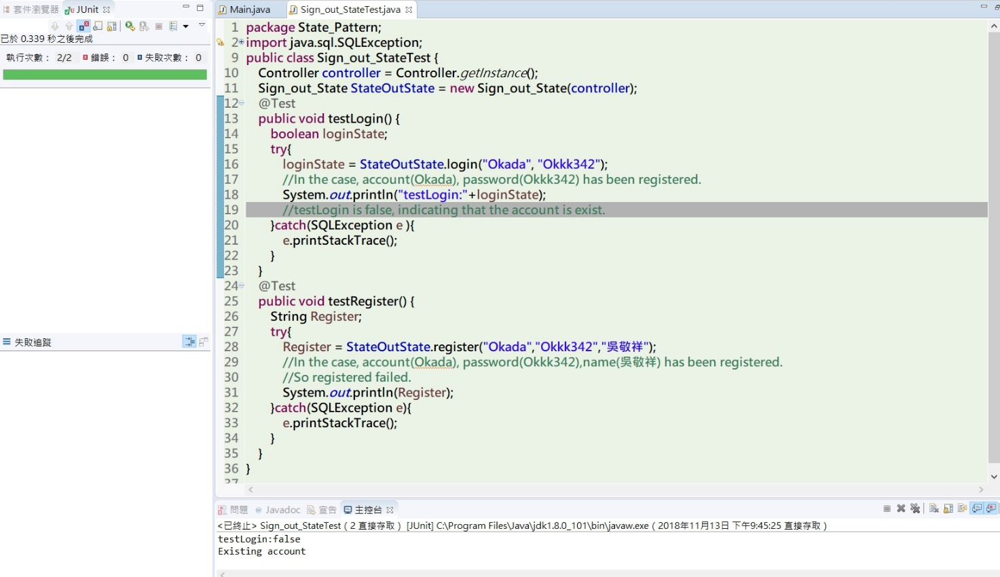 套件瀏覽器 JUnit
已於 0.339 秒之後完成
執行次數： 2/2 錯誤： 0 失敗次數： 0
失敗追蹤
Main.java Sign_out_StateTest.java
1 package State_Pattern;
2 import java.sql.SQLException;
9 public class Sign_out_StateTest {
10 Controller controller = Controller.getInstance();
11 Sign_out_State StateOutState = new Sign_out_State(controller);
12 @Test
13 public void testLogin() {
14 boolean loginState;
15 try{
16 loginState = StateOutState.login("Okada", "Okkk342");
17 //In the case, account(Okada), password(Okkk342) has been registered.
18 System.out.println("testLogin:"+loginState);
19 //testLogin is false, indicating that the account is exist.
20 }catch(SQLException e ){
21 e.printStackTrace();
22 }
23 }
24 @Test
25 public void testRegister() {
26 String Register;
27 try{
28 Register = StateOutState.register("Okada","Okkk342","吳敬祥");
29 //In the case, account(Okada), password(Okkk342),name(吳敬祥) has been registered.
30 //So registered failed.
31 System.out.println(Register);
32 }catch(SQLException e){
33 e.printStackTrace();
34 }
35 }
36 }
37
問題 @ Javadoc 宣告 主控台
<已終止> Sign_out_StateTest ( 2 直接存取 ) [JUnit] C:\Program Files\Java\jdk1.8.0_101\bin\javaw.exe ( 2018年11月13日 下午9:45:25 直接存取 )
testLogin:false
Existing account